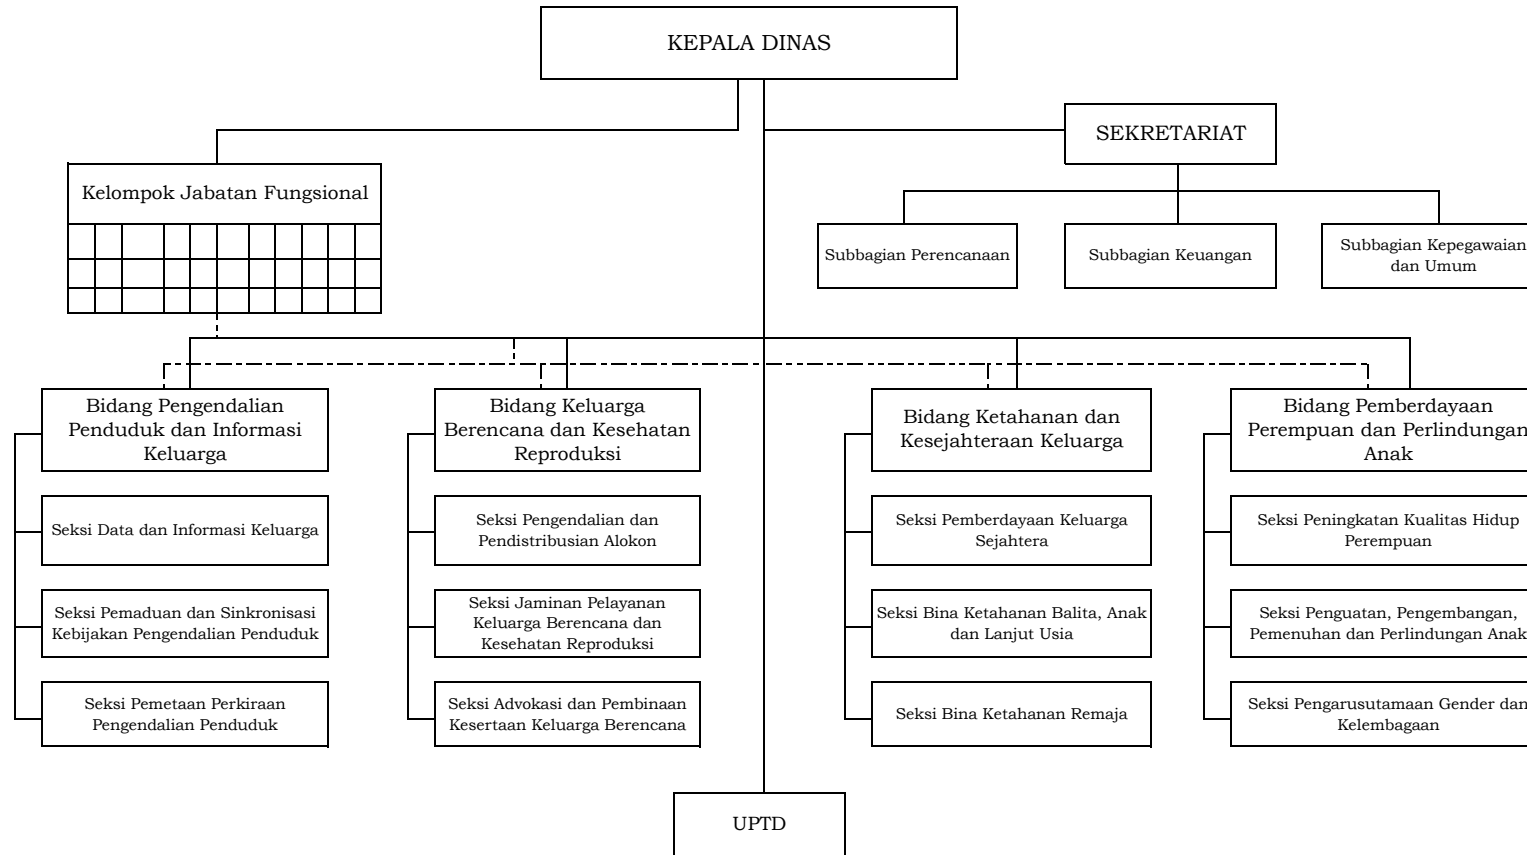 KEPALA DINAS
SEKRETARIAT
Kelompok Jabatan Fungsional
Subbagian Perencanaan
Subbagian Keuangan
Subbagian Kepegawaian
dan Umum
Bidang Pengendalian
Penduduk dan Informasi
Keluarga
Bidang Keluarga
Berencana dan Kesehatan
Reproduksi
Bidang Ketahanan dan
Kesejahteraan Keluarga
Bidang Pemberdayaan
Perempuan dan Perlindungan
Anak
Seksi Data dan Informasi Keluarga
Seksi Pengendalian dan
Pendistribusian Alokon
Seksi Pemberdayaan Keluarga
Sejahtera
Seksi Peningkatan Kualitas Hidup
Perempuan
Seksi Pemaduan dan Sinkronisasi
Kebijakan Pengendalian Penduduk
Seksi Jaminan Pelayanan
Keluarga Berencana dan
Kesehatan Reproduksi
Seksi Bina Ketahanan Balita, Anak
dan Lanjut Usia
Seksi Penguatan, Pengembangan,
Pemenuhan dan Perlindungan Anak
Seksi Pemetaan Perkiraan
Pengendalian Penduduk
Seksi Advokasi dan Pembinaan
Kesertaan Keluarga Berencana
Seksi Bina Ketahanan Remaja
Seksi Pengarusutamaan Gender dan
Kelembagaan
UPTD